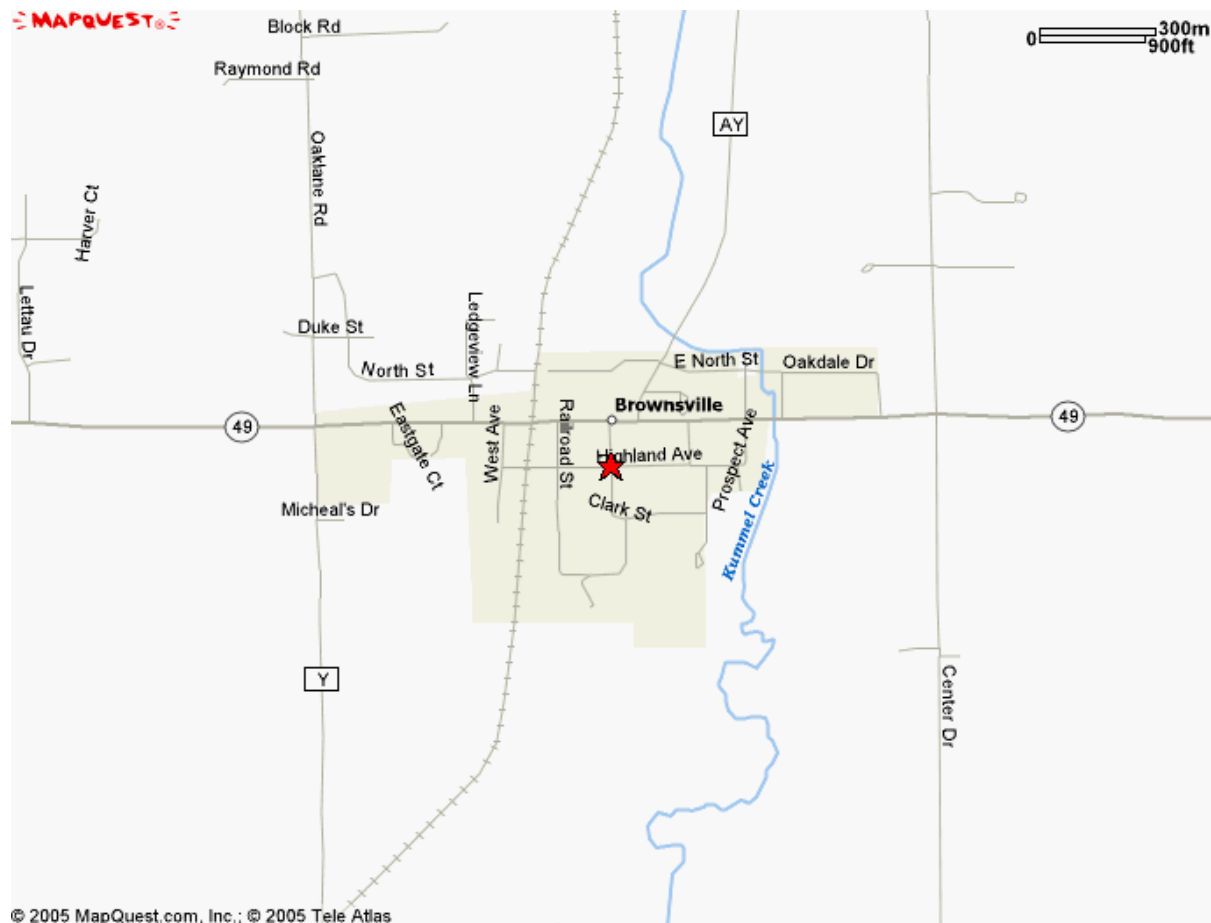 MAPQUEST®
Block Rd
0 300m
900ft
Raymond Rd
AY
Oaklane Rd
Harver Ct
Lettau Dr
Ledgeview Ln
Duke St
North St
E North St
Oakdale Dr
Brownsville
49
49
Eastgate Ct
West Ave
Railroad St
Highland Ave
Prospect Ave
Clark St
Micheal's Dr
Kummel Creek
Y
Center Dr
© 2005 MapQuest.com, Inc.; © 2005 Tele Atlas